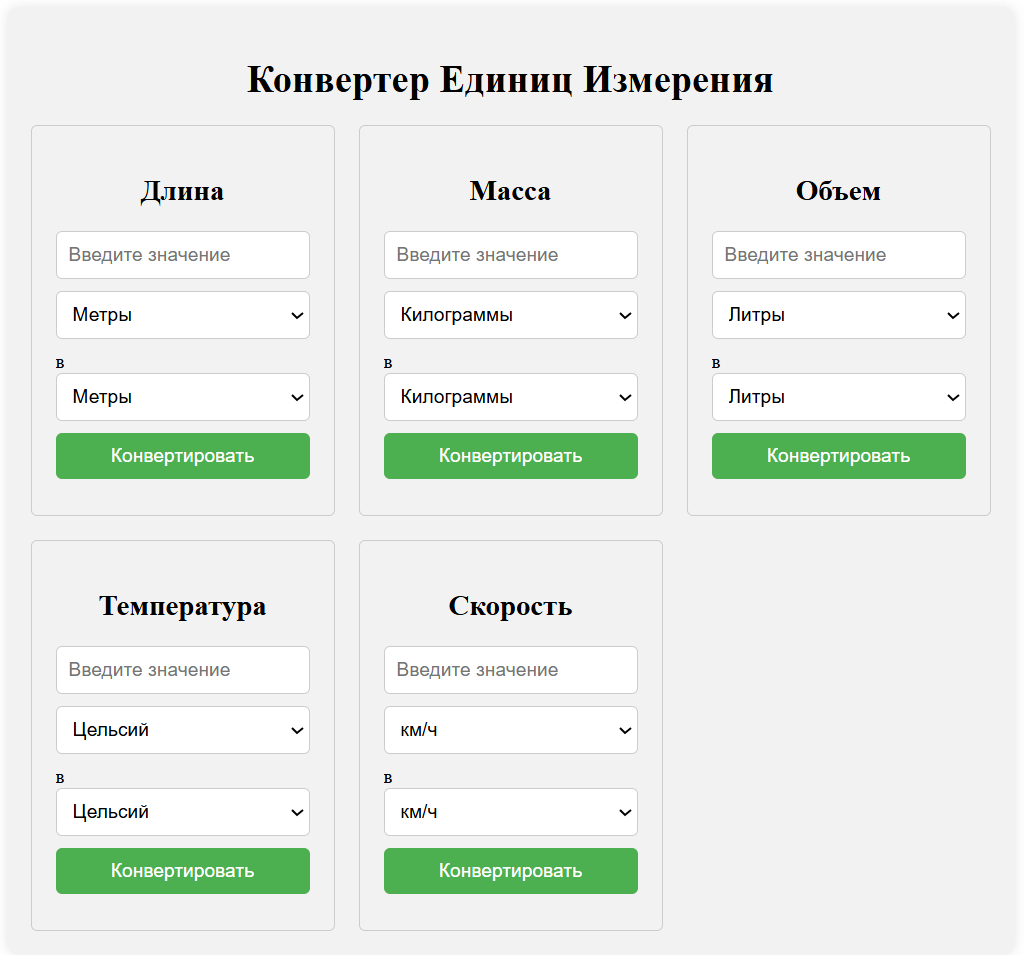 Конвертер Единиц Измерения
Длина
Введите значение
Метры
в
Метры
Конвертировать
Масса
Введите значение
Килограммы
в
Килограммы
Конвертировать
Объем
Введите значение
Литры
в
Литры
Конвертировать
Температура
Введите значение
Цельсий
в
Цельсий
Конвертировать
Скорость
Введите значение
км/ч
в
км/ч
Конвертировать